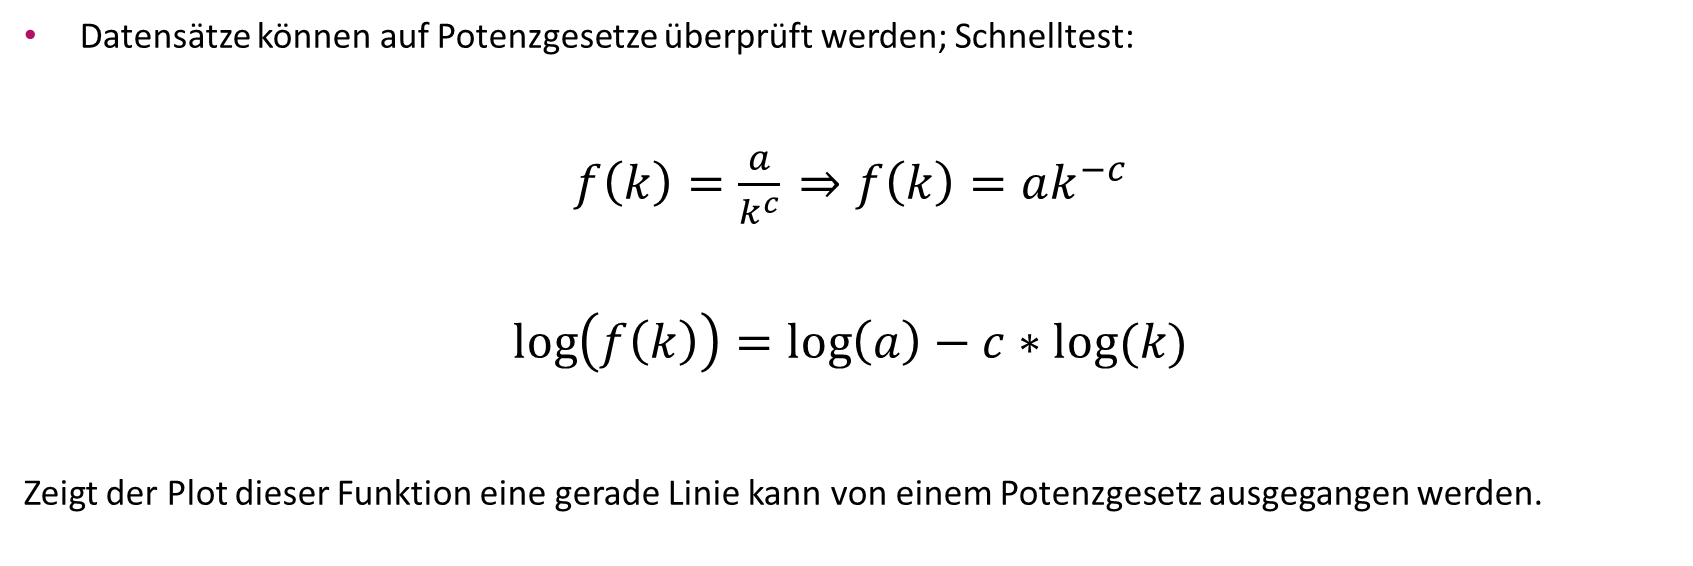 • Datensätze können auf Potenzgesetze überprüft werden; Schnelltest:
f(k) = a/k^c ⇒ f(k) = ak^−c
log(f(k)) = log(a) − c ∗ log(k)
Zeigt der Plot dieser Funktion eine gerade Linie kann von einem Potenzgesetz ausgegangen werden.